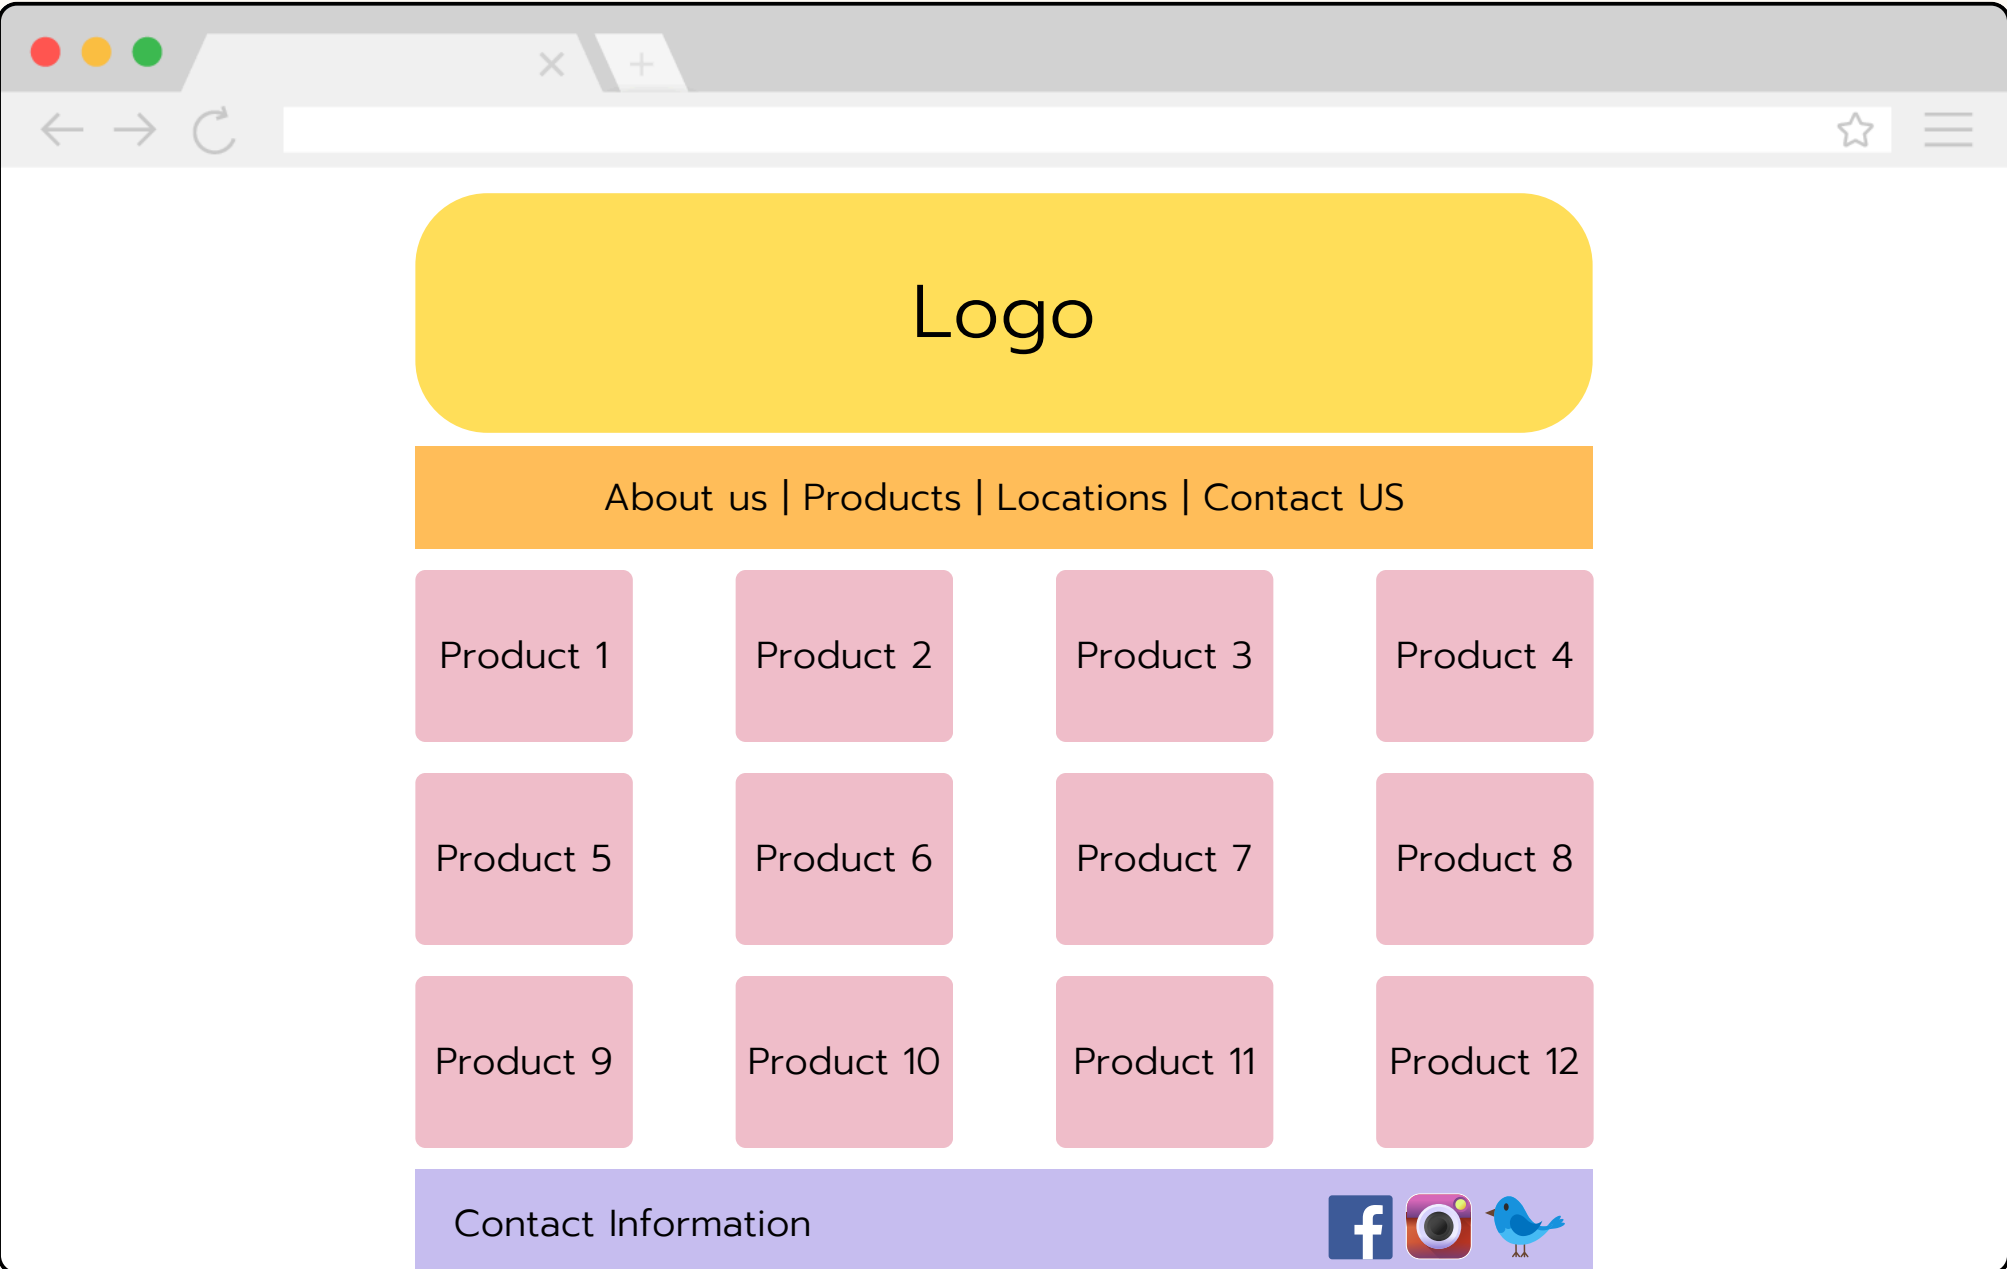 Logo
About us | Products | Locations | Contact US
Product 1
Product 2
Product 3
Product 4
Product 5
Product 6
Product 7
Product 8
Product 9
Product 10
Product 11
Product 12
Contact Information